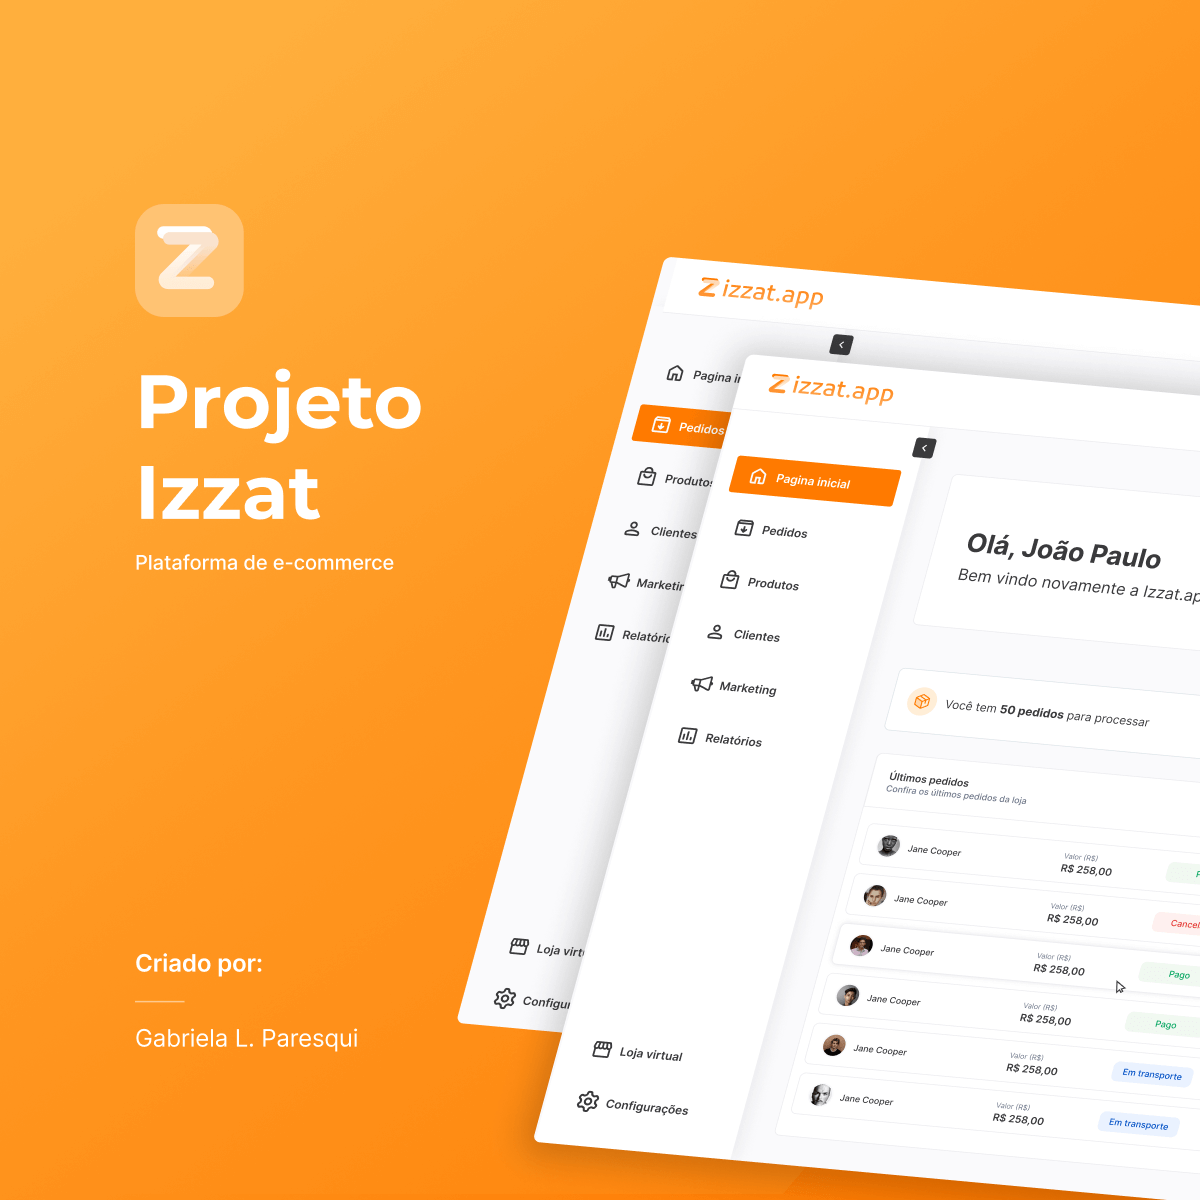 Projeto
Izzat
Plataforma de e-commerce
Criado por:
Gabriela L. Paresqui
izzat.app
Pagina
Pedidos
Produtos
Clientes
Loja
izzat.app
Pagina inicial
Pedidos
Produtos
Clientes
Marketing
Relatórios
Loja virtual
Configurações
Olá, João Paulo
Bem vindo novamente a
Você tem 50 pedidos para processar
Últimos pedidos
Confira os últimos pedidos da loja
Jane Cooper
Valor (R$)
R$ 258,00
Jane Cooper
Valor (R$)
R$ 258,00
Jane Cooper
Valor (R$)
R$ 258,00
Pago
Jane Cooper
Valor (R$)
R$ 258,00
Pago
Jane Cooper
Valor (R$)
R$ 258,00
Em transporte
Jane Cooper
Valor (R$)
R$ 258,00
Em transporte